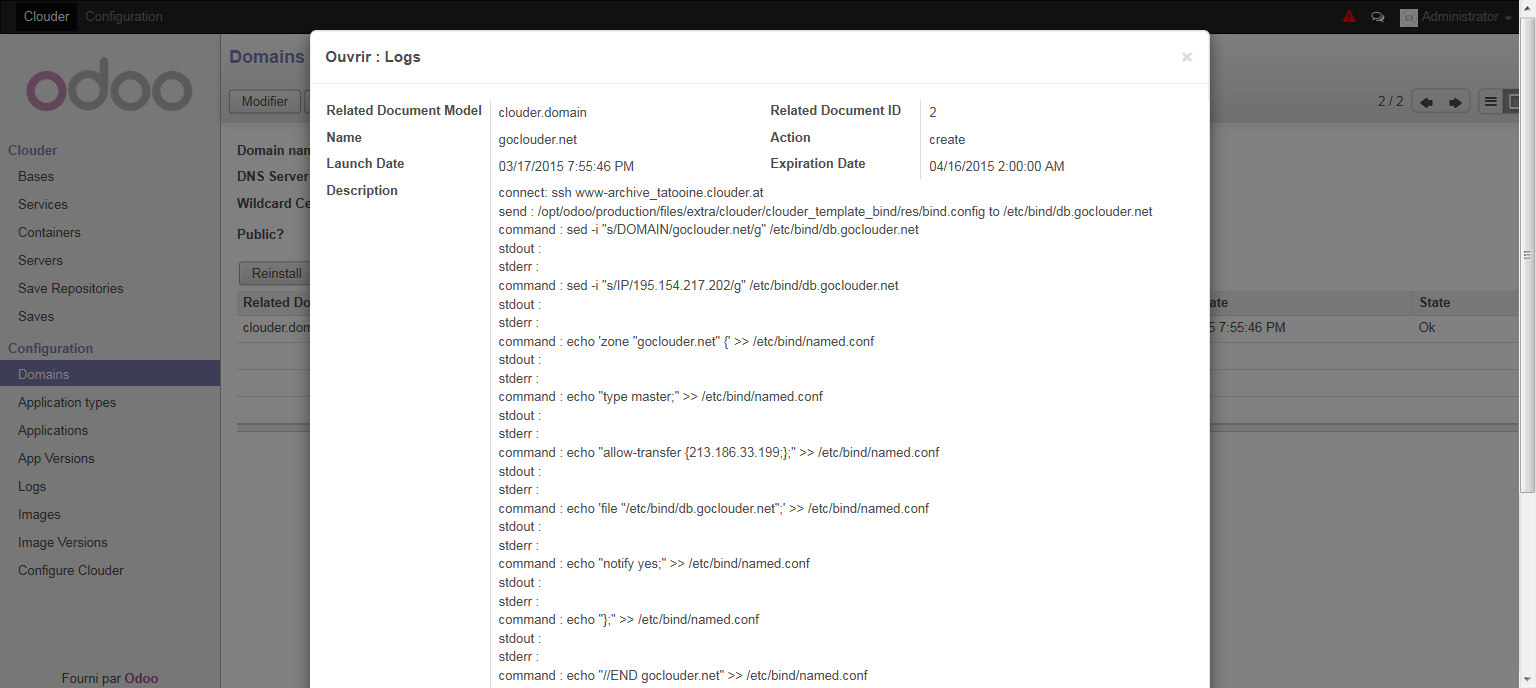 Clouder Configuration Administrator
odoo
Domains
Modifier
2 / 2
Ouvrir : Logs ×
Related Document Model clouder.domain Related Document ID 2
Name goclouder.net Action create
Launch Date 03/17/2015 7:55:46 PM Expiration Date 04/16/2015 2:00:00 AM
Description
connect: ssh www-archive_tatooine.clouder.at
send : /opt/odoo/production/files/extra/clouder/clouder_template_bind/res/bind.config to /etc/bind/db.goclouder.net
command : sed -i "s/DOMAIN/goclouder.net/g" /etc/bind/db.goclouder.net
stdout :
stderr :
command : sed -i "s/IP/195.154.217.202/g" /etc/bind/db.goclouder.net
stdout :
stderr :
command : echo 'zone "goclouder.net" {' >> /etc/bind/named.conf
stdout :
stderr :
command : echo "type master;" >> /etc/bind/named.conf
stdout :
stderr :
command : echo "allow-transfer {213.186.33.199;};" >> /etc/bind/named.conf
stdout :
stderr :
command : echo 'file "/etc/bind/db.goclouder.net";' >> /etc/bind/named.conf
stdout :
stderr :
command : echo "notify yes;" >> /etc/bind/named.conf
stdout :
stderr :
command : echo "};" >> /etc/bind/named.conf
stdout :
stderr :
command : echo "//END goclouder.net" >> /etc/bind/named.conf
Clouder
Bases
Services
Containers
Servers
Save Repositories
Saves
Configuration
Domains
Application types
Applications
App Versions
Logs
Images
Image Versions
Configure Clouder
Fourni par Odoo
Domain nam
DNS Server
Wildcard Ce
Public?
Reinstall
Related Do ate State
clouder.dom 5 7:55:46 PM Ok